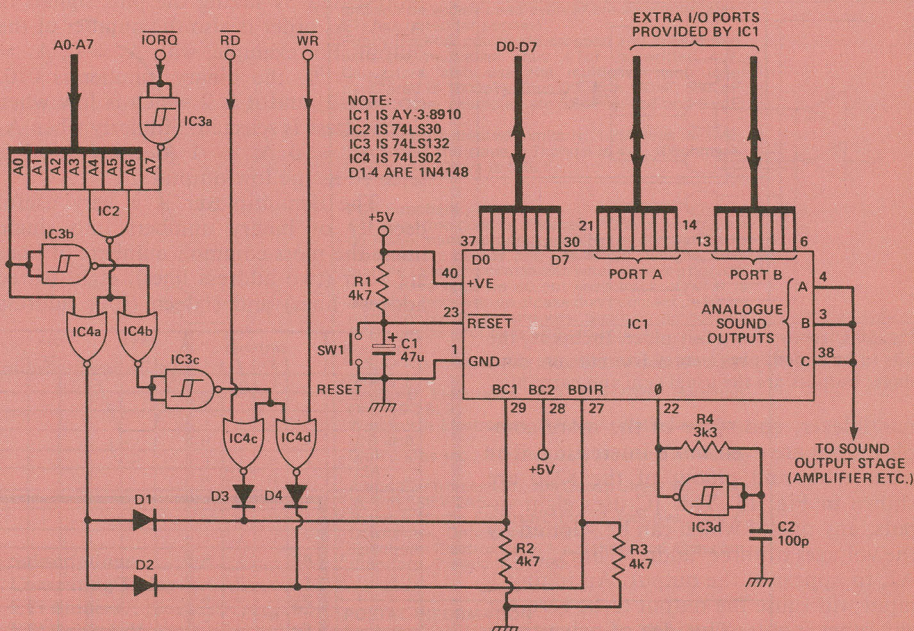 EXTRA I/O PORTS
PROVIDED BY IC1
A0-A7
IORQ
RD
WR
D0-D7
IC3a
NOTE:
IC1 IS AY-3-8910
IC2 IS 74LS30
IC3 IS 74LS132
IC4 IS 74LS02
D1-4 ARE 1N4148
A0 A1 A2 A3 A4 A5 A6 A7
IC2
+5V
21
14
13
6
37
30
D0
D7
PORT A
PORT B
IC3b
R1
4k7
40
+VE
A
4
ANALOGUE
SOUND
OUTPUTS
B
3
C
38
IC4a
IC4b
23
RESET
IC1
SW1
+
C1
47u
1
GND
IC3c
RESET
BC1
BC2
BDIR
Ø
29
28
27
22
R4
3k3
IC4c
IC4d
+5V
TO SOUND
OUTPUT STAGE
(AMPLIFIER ETC.)
D3
D4
D1
IC3d
C2
100p
R2
4k7
R3
4k7
D2